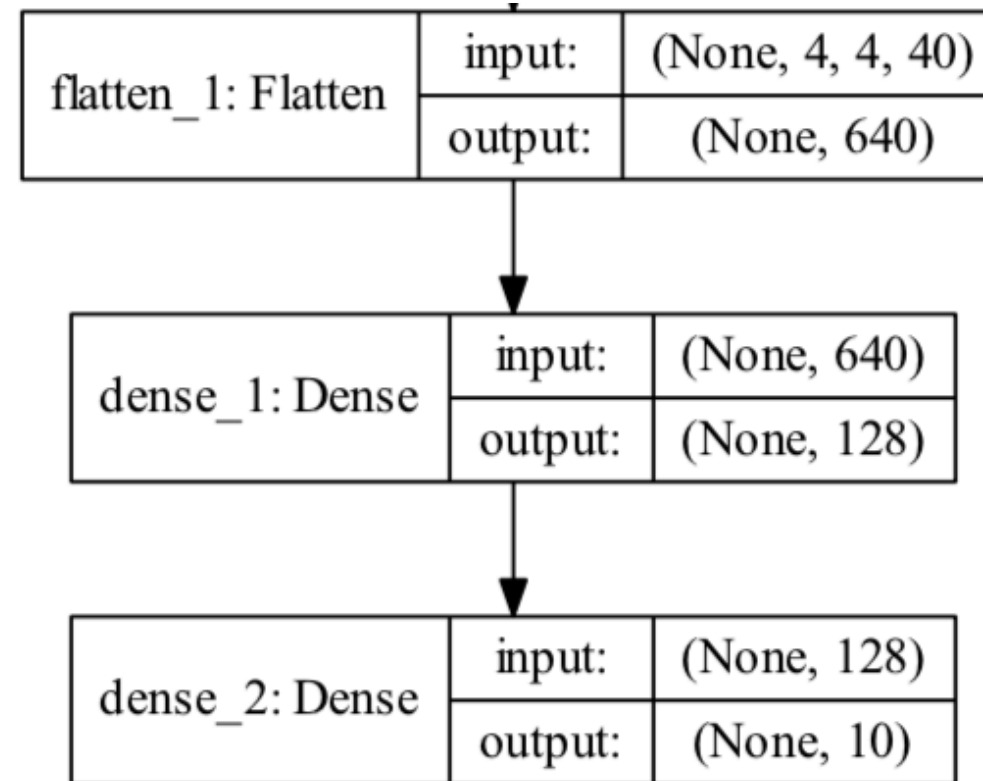 flatten_1: Flatten
input: (None, 4, 4, 40)
output: (None, 640)
dense_1: Dense
input: (None, 640)
output: (None, 128)
dense_2: Dense
input: (None, 128)
output: (None, 10)